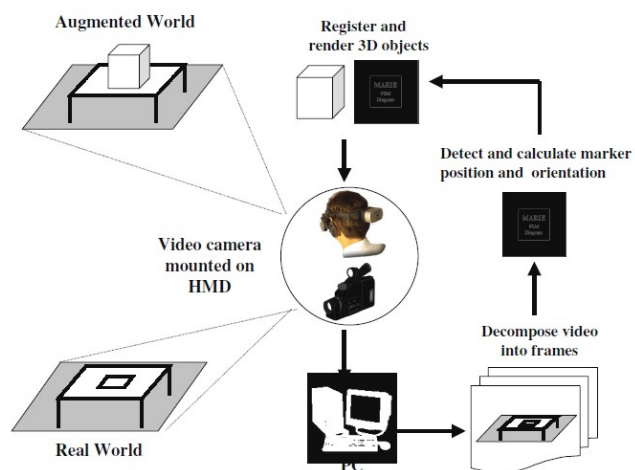 Augmented World
Register and
render 3D objects
MARIE
FBM
Diagram
Detect and calculate marker
position and orientation
MARIE
Diagram
Video camera
mounted on
HMD
Decompose video
into frames
Real World
PC